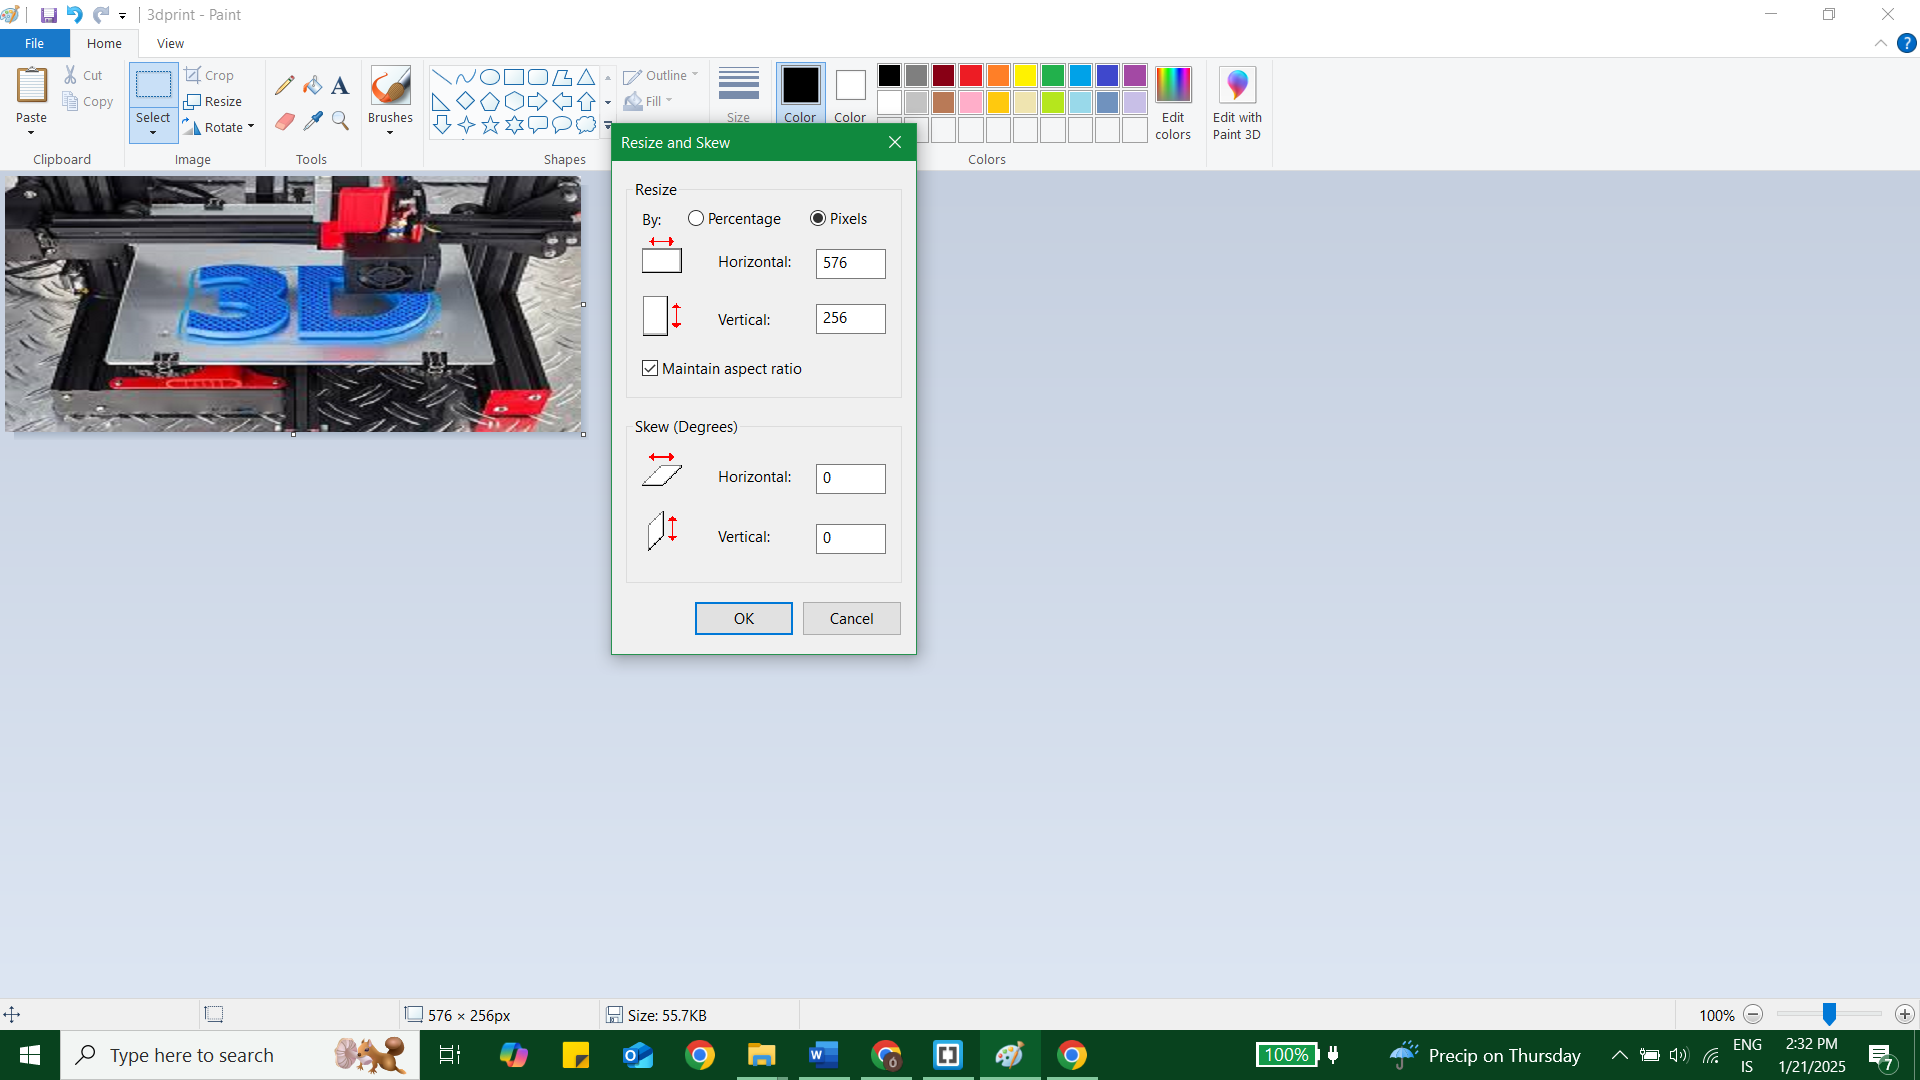 3dprint - Paint
File Home View
Paste
Cut
Copy
Clipboard
Select
Crop
Resize
Rotate
Image
Tools
Brushes
Shapes
Outline
Fill
Size
Color
Color
Edit colors
Colors
Edit with Paint 3D
Resize and Skew
Resize
By: Percentage Pixels
Horizontal: 576
Vertical: 256
Maintain aspect ratio
Skew (Degrees)
Horizontal: 0
Vertical: 0
OK Cancel
3D
576 × 256px
Size: 55.7KB
100%
Type here to search
100%
Precip on Thursday
ENG
IS
2:32 PM
1/21/2025
7